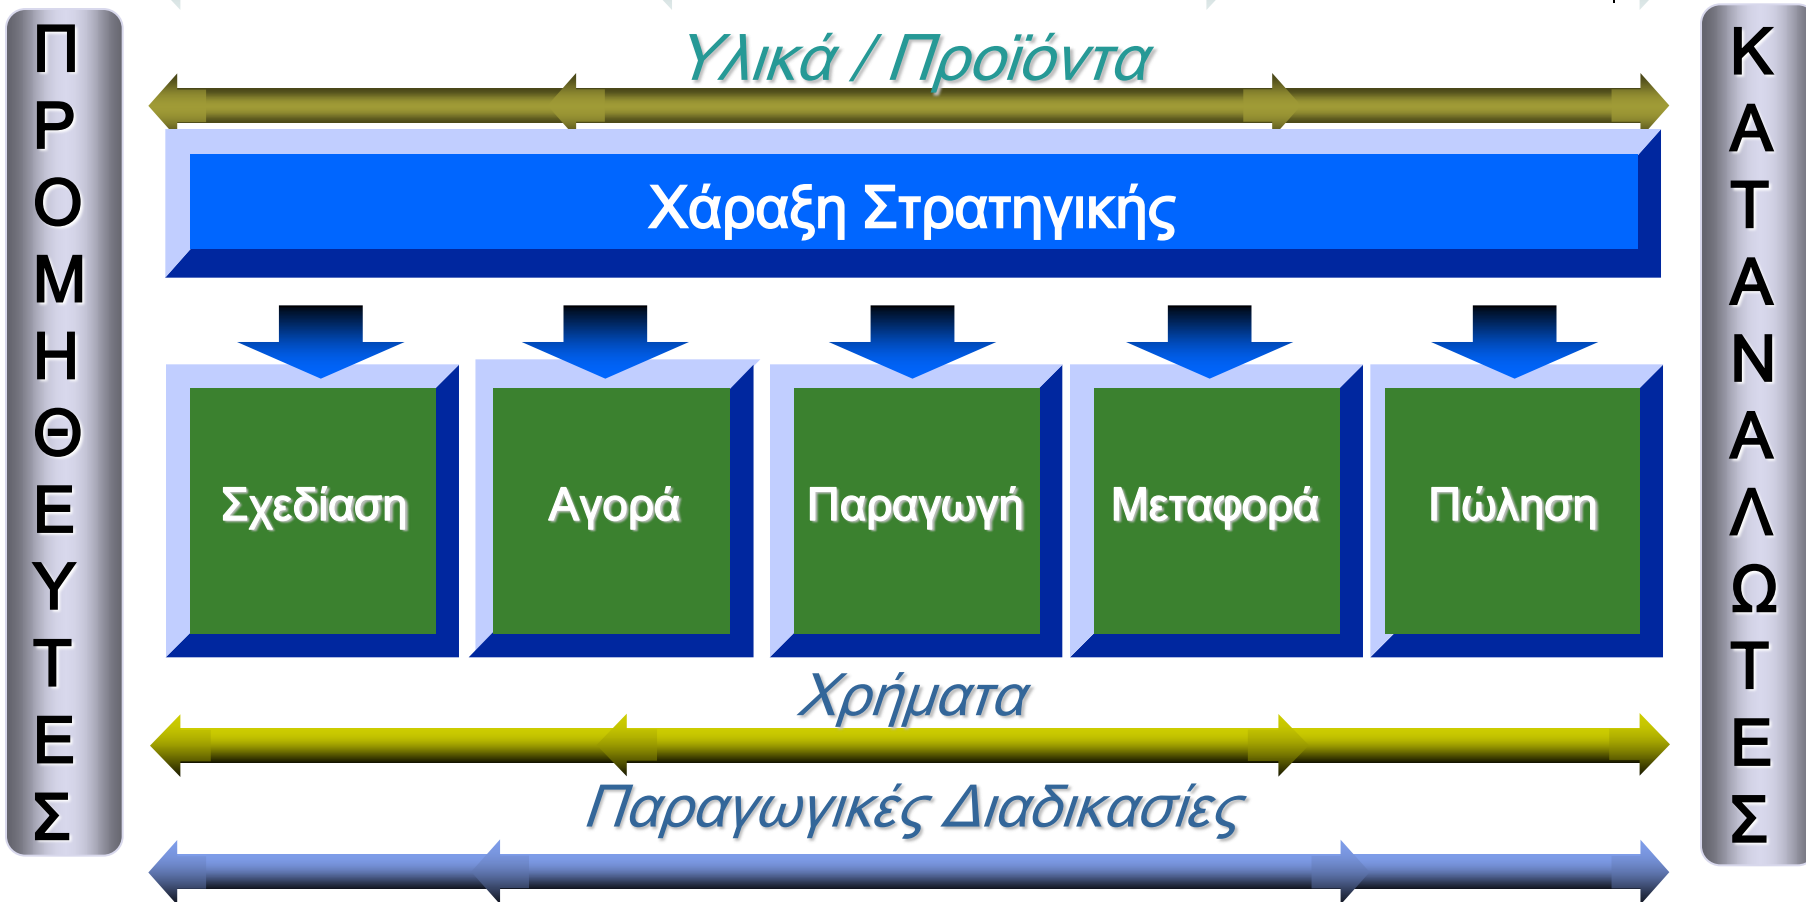 ΠΡΟΜΗΘΕΥΤΕΣ
Υλικά / Προϊόντα
Χάραξη Στρατηγικής
Σχεδίαση
Αγορά
Παραγωγή
Μεταφορά
Πώληση
Χρήματα
Παραγωγικές Διαδικασίες
ΚΑΤΑΝΑΛΩΤΕΣ